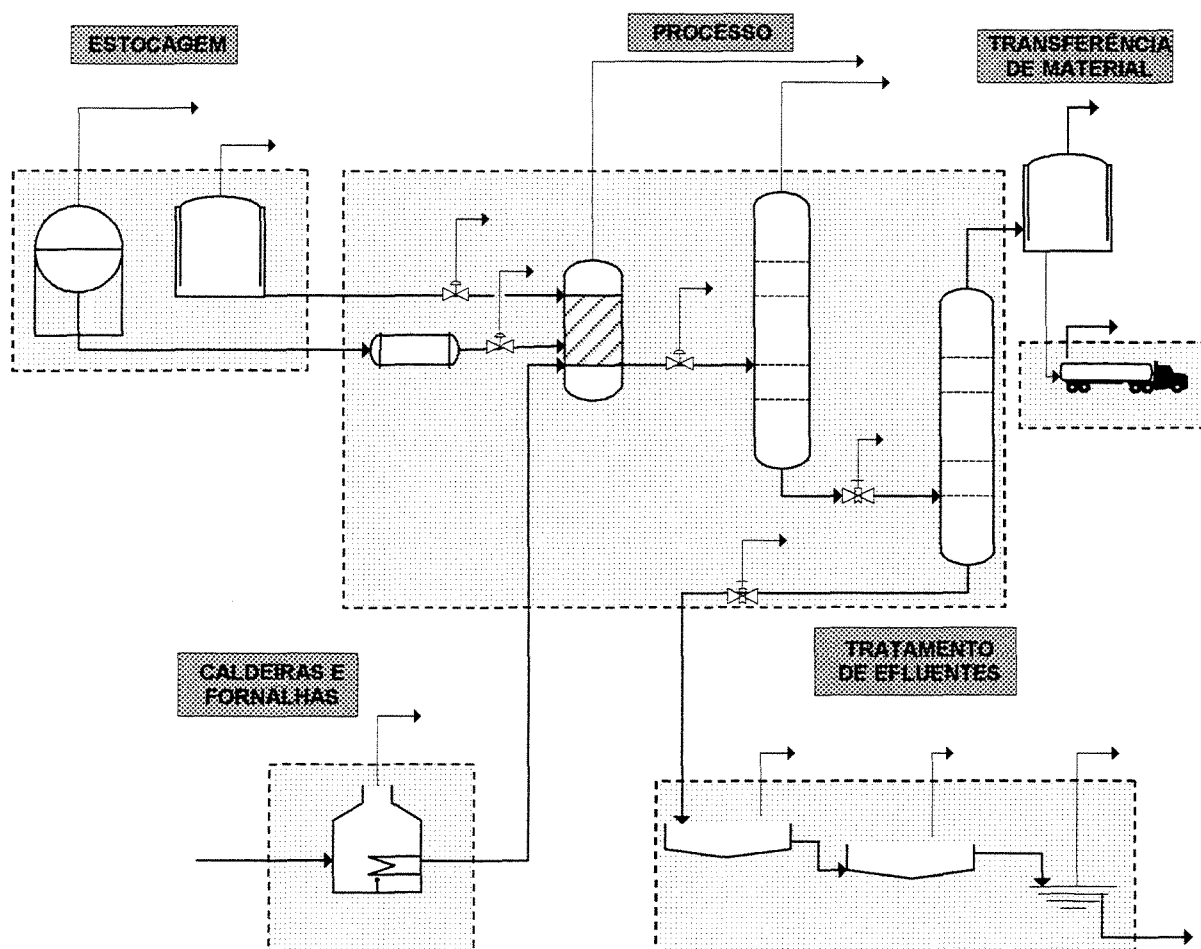 ESTOCAGEM
PROCESSO
TRANSFERÊNCIA
DE MATERIAL
CALDEIRAS E
FORNALHAS
TRATAMENTO
DE EFLUENTES